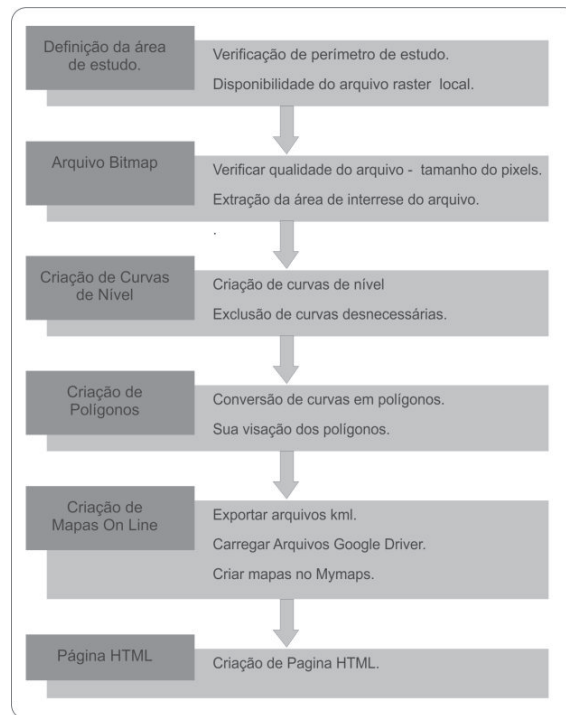 Definição da área
de estudo.
Verificação de perímetro de estudo.
Disponibilidade do arquivo raster local.
Arquivo Bitmap
Verificar qualidade do arquivo - tamanho do pixels.
Extração da área de interrese do arquivo.
.
Criação de Curvas
de Nível
Criação de curvas de nível
Exclusão de curvas desnecessárias.
Criação de
Polígonos
Conversão de curvas em polígonos.
Sua visação dos polígonos.
Criação de
Mapas On Line
Exportar arquivos kml.
Carregar Arquivos Google Driver.
Criar mapas no Mymaps.
Página HTML
Criação de Pagina HTML.